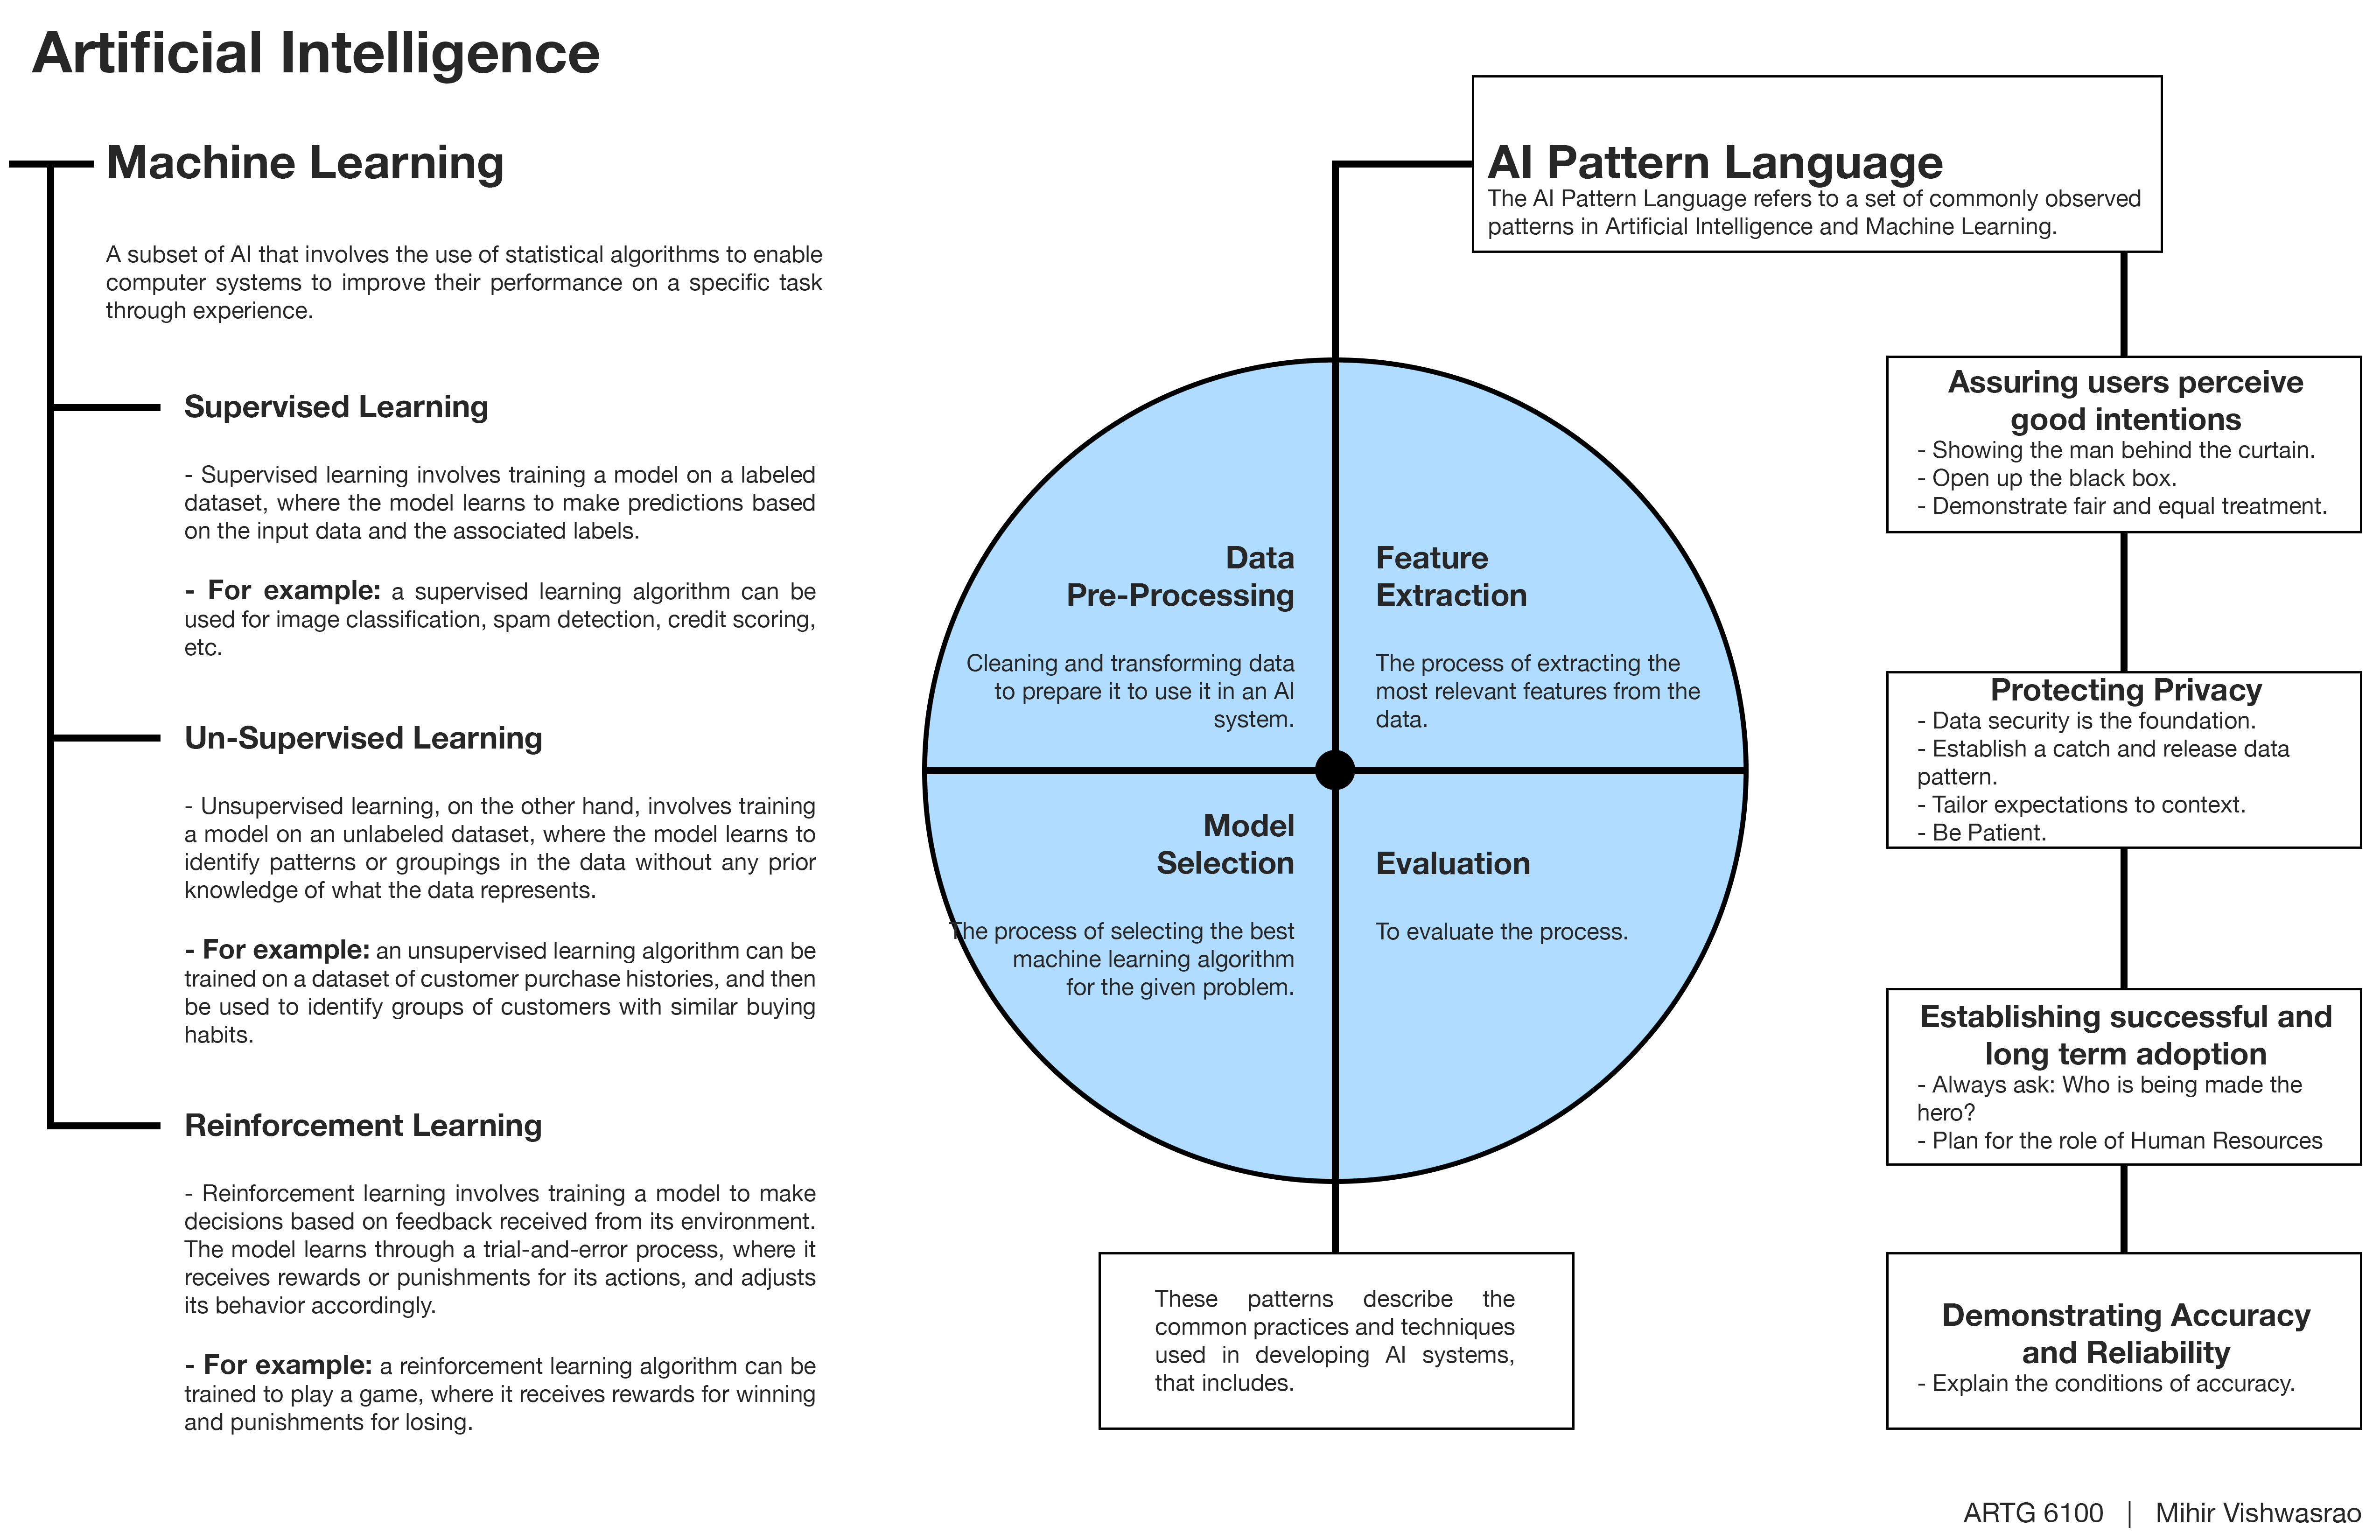 Artificial Intelligence
Machine Learning
A subset of AI that involves the use of statistical algorithms to enable
computer systems to improve their performance on a specific task
through experience.
Supervised Learning
- Supervised learning involves training a model on a labeled
dataset, where the model learns to make predictions based
on the input data and the associated labels.
- For example: a supervised learning algorithm can be
used for image classification, spam detection, credit scoring,
etc.
Un-Supervised Learning
- Unsupervised learning, on the other hand, involves training
a model on an unlabeled dataset, where the model learns to
identify patterns or groupings in the data without any prior
knowledge of what the data represents.
- For example: an unsupervised learning algorithm can be
trained on a dataset of customer purchase histories, and then
be used to identify groups of customers with similar buying
habits.
Reinforcement Learning
- Reinforcement learning involves training a model to make
decisions based on feedback received from its environment.
The model learns through a trial-and-error process, where it
receives rewards or punishments for its actions, and adjusts
its behavior accordingly.
- For example: a reinforcement learning algorithm can be
trained to play a game, where it receives rewards for winning
and punishments for losing.
AI Pattern Language
The AI Pattern Language refers to a set of commonly observed
patterns in Artificial Intelligence and Machine Learning.
Data
Pre-Processing
Cleaning and transforming data
to prepare it to use it in an AI
system.
Feature
Extraction
The process of extracting the
most relevant features from the
data.
Model
Selection
The process of selecting the best
machine learning algorithm
for the given problem.
Evaluation
To evaluate the process.
These patterns describe the
common practices and techniques
used in developing AI systems,
that includes.
Assuring users perceive
good intentions
- Showing the man behind the curtain.
- Open up the black box.
- Demonstrate fair and equal treatment.
Protecting Privacy
- Data security is the foundation.
- Establish a catch and release data
pattern.
- Tailor expectations to context.
- Be Patient.
Establishing successful and
long term adoption
- Always ask: Who is being made the
hero?
- Plan for the role of Human Resources
Demonstrating Accuracy
and Reliability
- Explain the conditions of accuracy.
ARTG 6100 | Mihir Vishwasrao